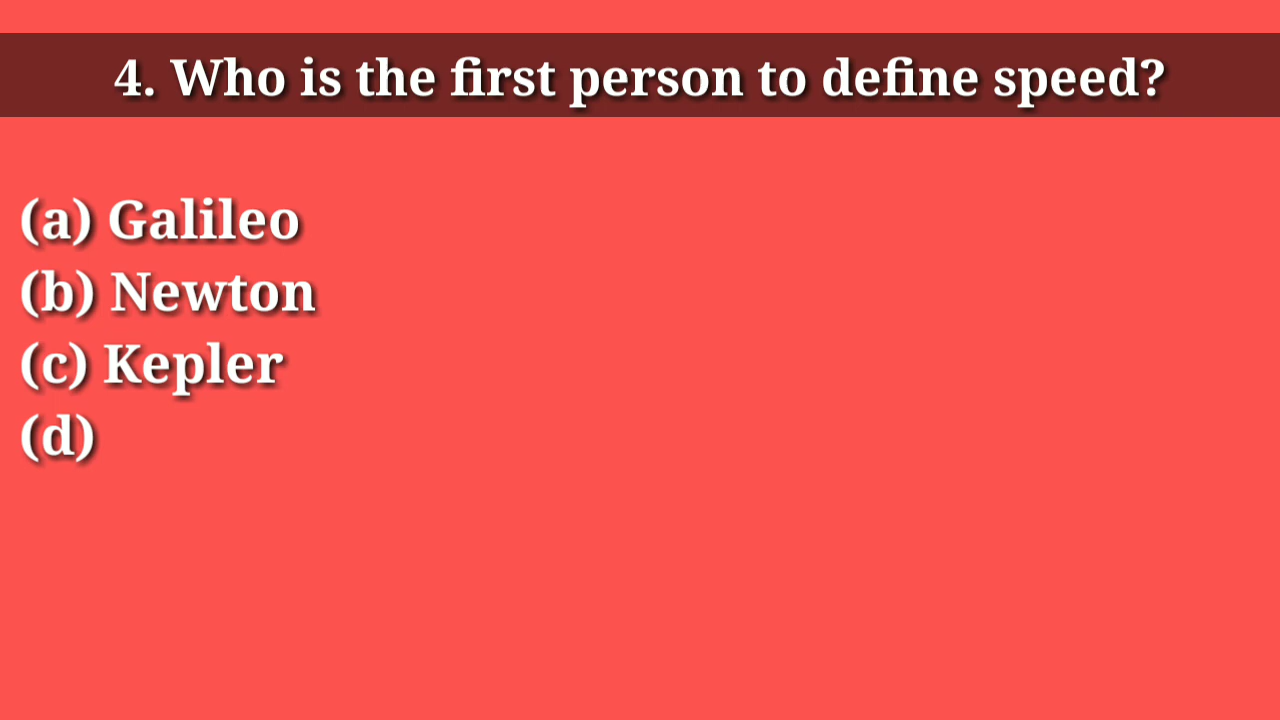 4. Who is the first person to define speed?
(a) Galileo
(b) Newton
(c) Kepler
(d)